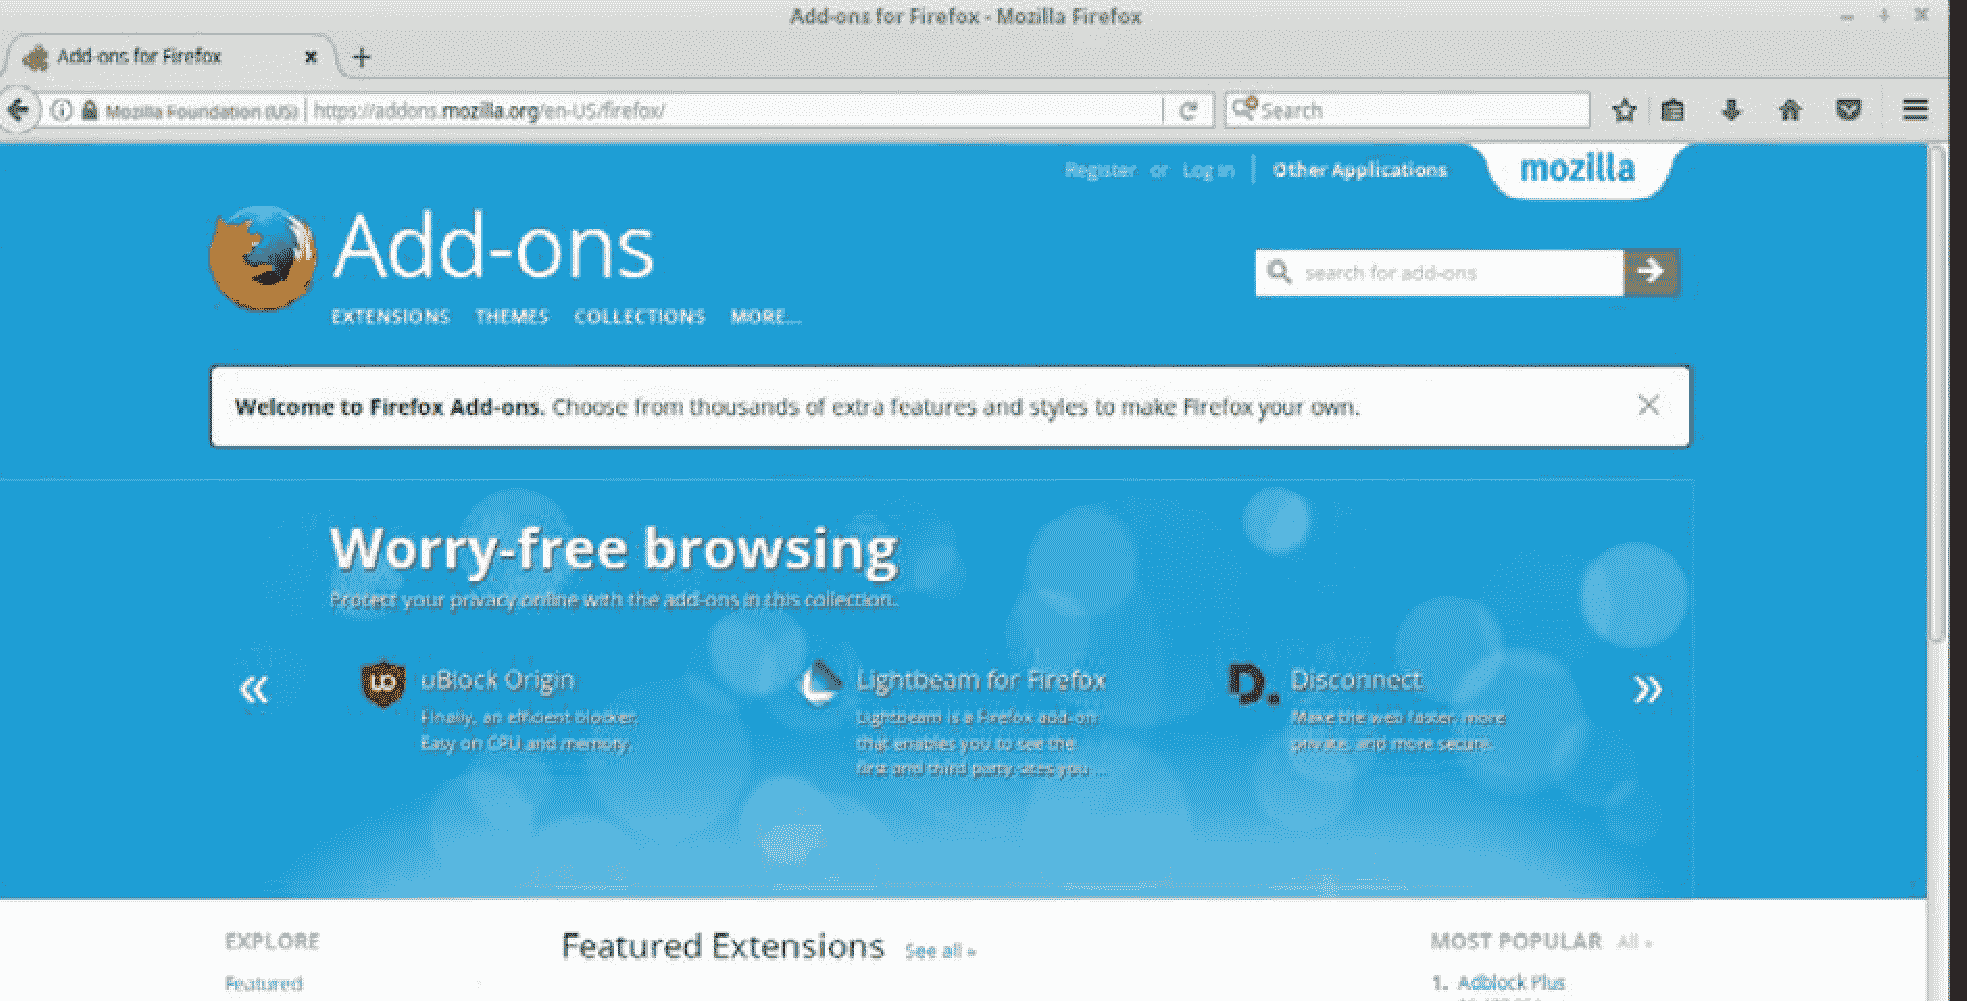 Add-ons for Firefox - Mozilla Firefox
Add-ons for Firefox
Mozilla Foundation (US) https://addons.mozilla.org/en-US/firefox/ Search
Register or Log in Other Applications mozilla
Add-ons
search for add-ons
EXTENSIONS THEMES COLLECTIONS MORE...
Welcome to Firefox Add-ons. Choose from thousands of extra features and styles to make Firefox your own.
Worry-free browsing
Protect your privacy online with the add-ons in this collection.
uBlock Origin
Finally, an efficient blocker.
Easy on CPU and memory.
Lightbeam for Firefox
Lightbeam is a Firefox add-on
that enables you to see the
first and third party sites you ...
Disconnect
Make the web faster, more
private, and more secure.
EXPLORE
Featured
Featured Extensions See all »
MOST POPULAR All »
1. Adblock Plus